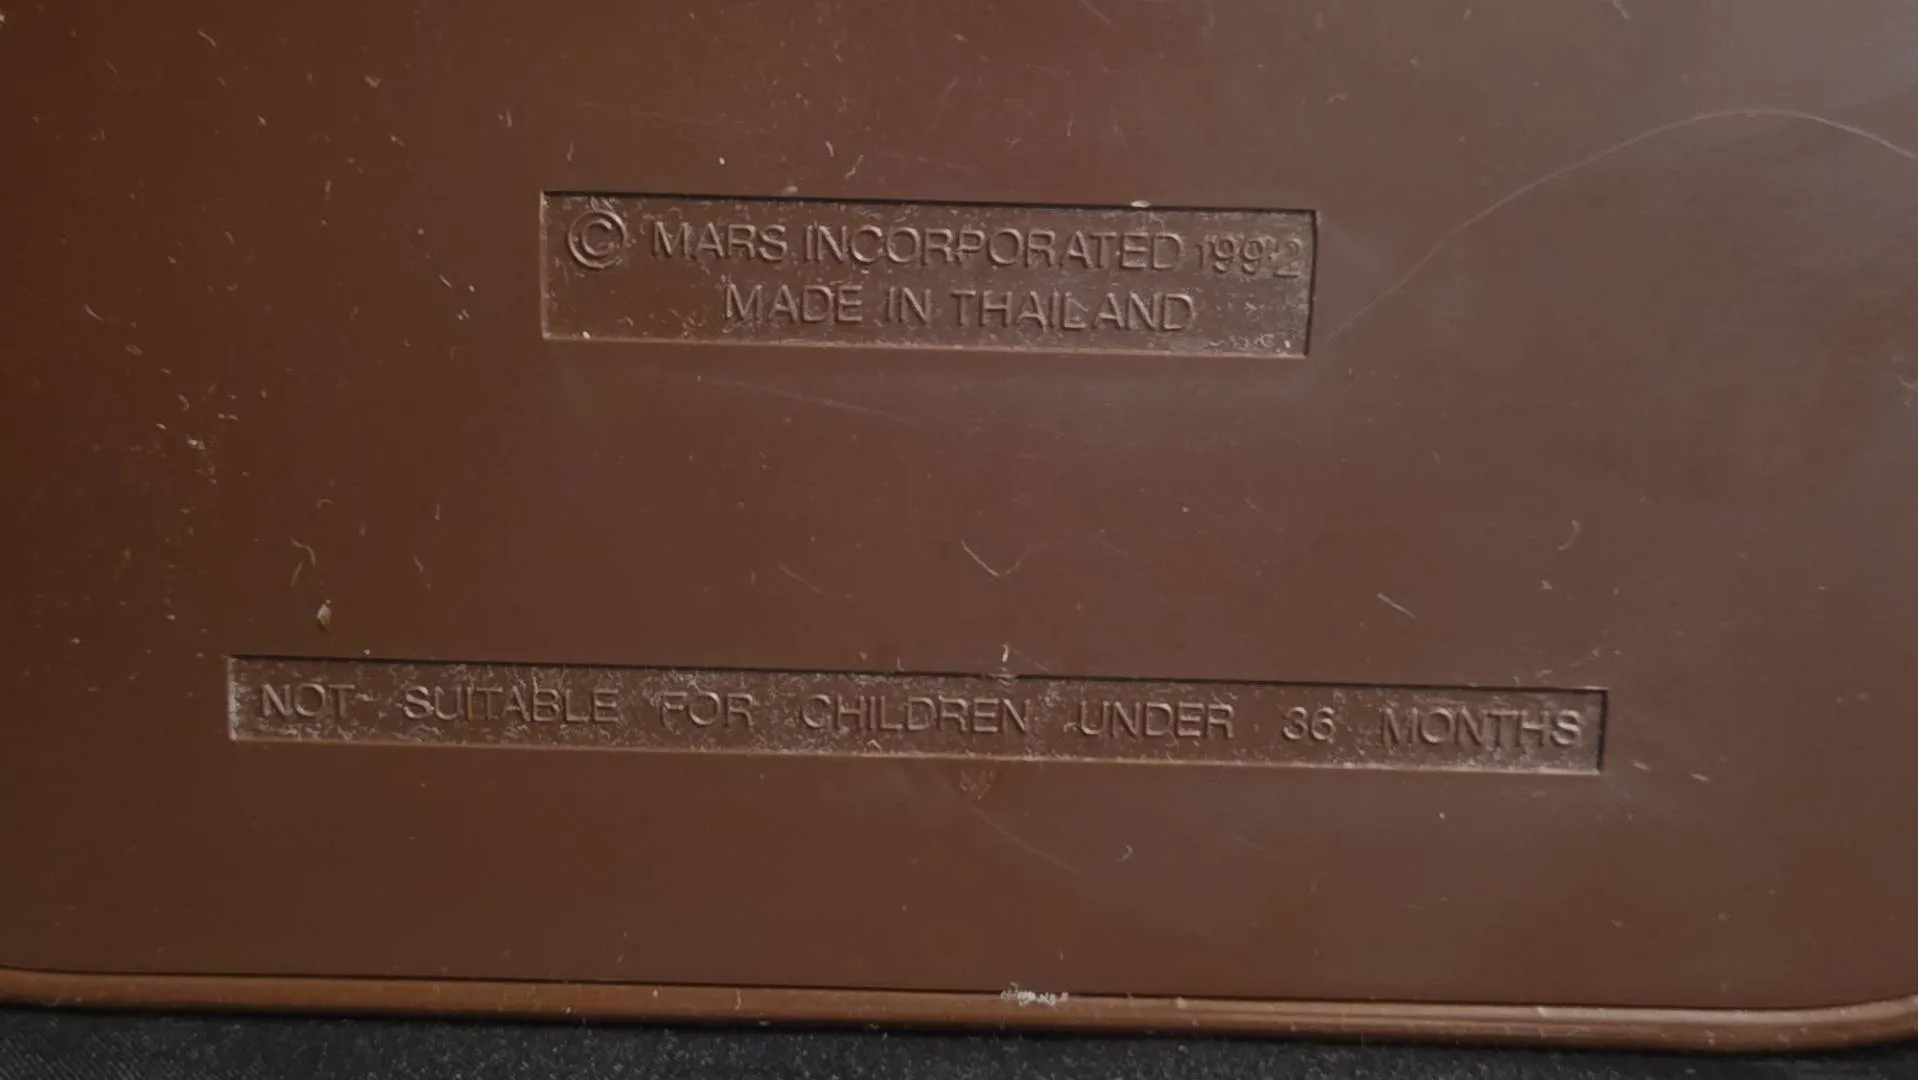 © MARS INCORPORATED 1992
MADE IN THAILAND
NOT SUITABLE FOR CHILDREN UNDER 36 MONTHS